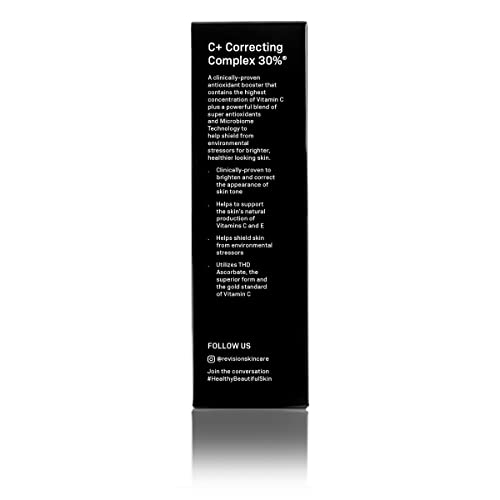 C+ Correcting
Complex 30%®
A clinically-proven
antioxidant booster that
contains the highest
concentration of Vitamin C
plus a powerful blend of
super antioxidants
and Microbiome
Technology to
help shield from
environmental
stressors for brighter,
healthier looking skin.
· Clinically-proven to
brighten and correct
the appearance of
skin tone
· Helps to support
the skin's natural
production of
Vitamins C and E
· Helps shield skin
from environmental
stressors
· Utilizes THD
Ascorbate, the
superior form and
the gold standard
of Vitamin C
FOLLOW US
@revisionskincare
Join the conversation
#HealthyBeautifulSkin